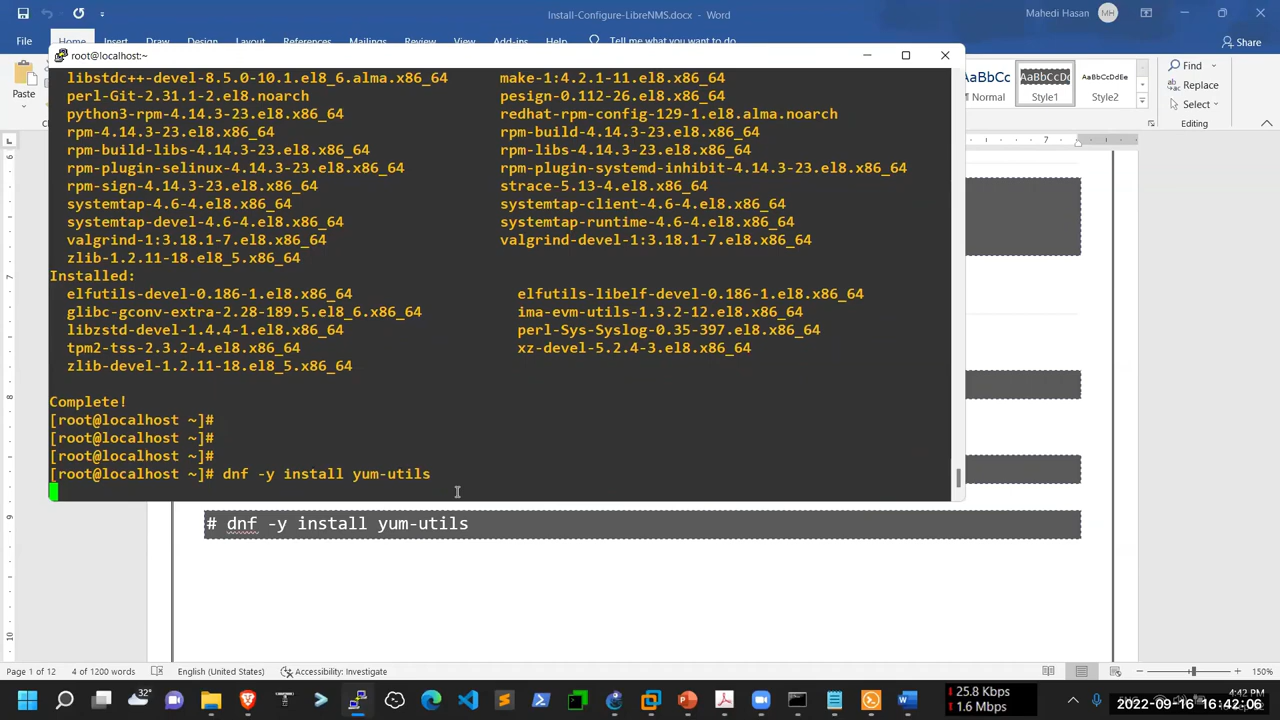 Install-Configure-LibreNMS.docx - Word
Mahedi Hasan
MH
File
Home
Insert
Draw
Design
Layout
References
Mailings
Review
View
Add-ins
Help
Tell me what you want to do
Share
root@localhost:~
Paste
AaBbCc
AaBbCcDc
AaBbCcDdEe
Normal
Style1
Style2
Find
Replace
Select
Editing
libstdc++-devel-8.5.0-10.1.el8_6.alma.x86_64 make-1:4.2.1-11.el8.x86_64
perl-Git-2.31.1-2.el8.noarch pesign-0.112-26.el8.x86_64
python3-rpm-4.14.3-23.el8.x86_64 redhat-rpm-config-129-1.el8.alma.noarch
rpm-4.14.3-23.el8.x86_64 rpm-build-4.14.3-23.el8.x86_64
rpm-build-libs-4.14.3-23.el8.x86_64 rpm-libs-4.14.3-23.el8.x86_64
rpm-plugin-selinux-4.14.3-23.el8.x86_64 rpm-plugin-systemd-inhibit-4.14.3-23.el8.x86_64
rpm-sign-4.14.3-23.el8.x86_64 strace-5.13-4.el8.x86_64
systemtap-4.6-4.el8.x86_64 systemtap-client-4.6-4.el8.x86_64
systemtap-devel-4.6-4.el8.x86_64 systemtap-runtime-4.6-4.el8.x86_64
valgrind-1:3.18.1-7.el8.x86_64 valgrind-devel-1:3.18.1-7.el8.x86_64
zlib-1.2.11-18.el8_5.x86_64
Installed:
elfutils-devel-0.186-1.el8.x86_64 elfutils-libelf-devel-0.186-1.el8.x86_64
glibc-gconv-extra-2.28-189.5.el8_6.x86_64 ima-evm-utils-1.3.2-12.el8.x86_64
libzstd-devel-1.4.4-1.el8.x86_64 perl-Sys-Syslog-0.35-397.el8.x86_64
tpm2-tss-2.3.2-4.el8.x86_64 xz-devel-5.2.4-3.el8.x86_64
zlib-devel-1.2.11-18.el8_5.x86_64
Complete!
[root@localhost ~]#
[root@localhost ~]#
[root@localhost ~]#
[root@localhost ~]# dnf -y install yum-utils
# dnf -y install yum-utils
7
6
7
8
9
10
Page 1 of 12
4 of 1200 words
English (United States)
Accessibility: Investigate
150%
32°
25.8 Kbps
1.6 Mbps
4:42 PM
2022-09-16 16:42:06